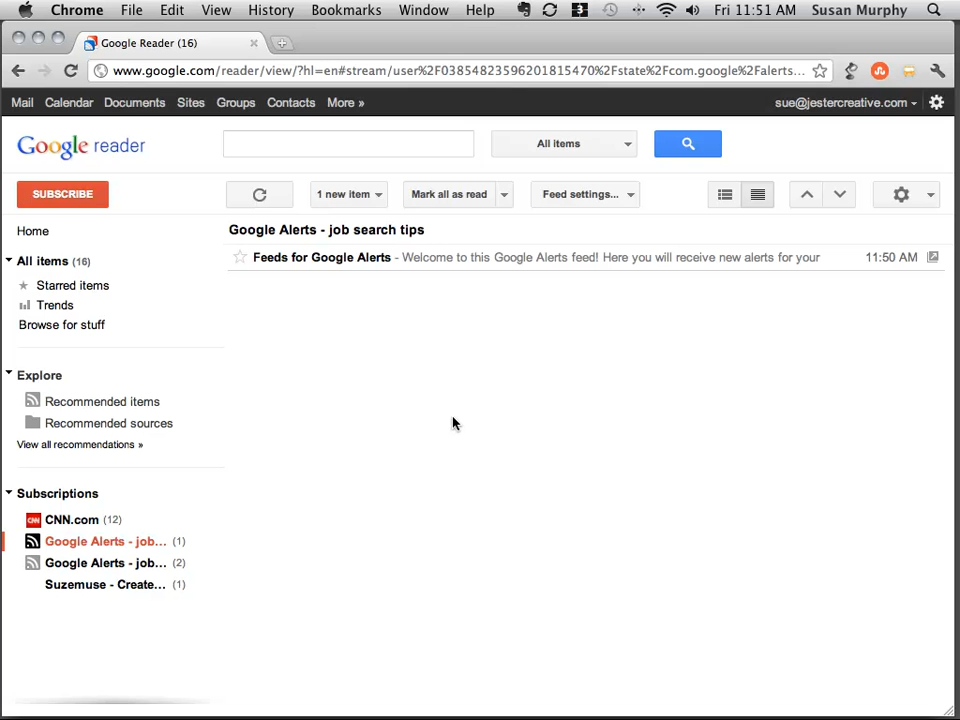 Chrome File Edit View History Bookmarks Window Help 3 Fri 11:51 AM Susan Murphy
Google Reader (16)
www.google.com/reader/view/?hl=en#stream/user%2F03854823596201815470%2Fstate%2Fcom.google%2Falerts...
Mail Calendar Documents Sites Groups Contacts More » sue@jestercreative.com
Google reader All items
SUBSCRIBE 1 new item Mark all as read Feed settings...
Home
Google Alerts - job search tips
Feeds for Google Alerts - Welcome to this Google Alerts feed! Here you will receive new alerts for your 11:50 AM
All items (16)
Starred items
Trends
Browse for stuff
Explore
Recommended items
Recommended sources
View all recommendations »
Subscriptions
CNN CNN.com (12)
Google Alerts - job... (1)
Google Alerts - job... (2)
Suzemuse - Create... (1)